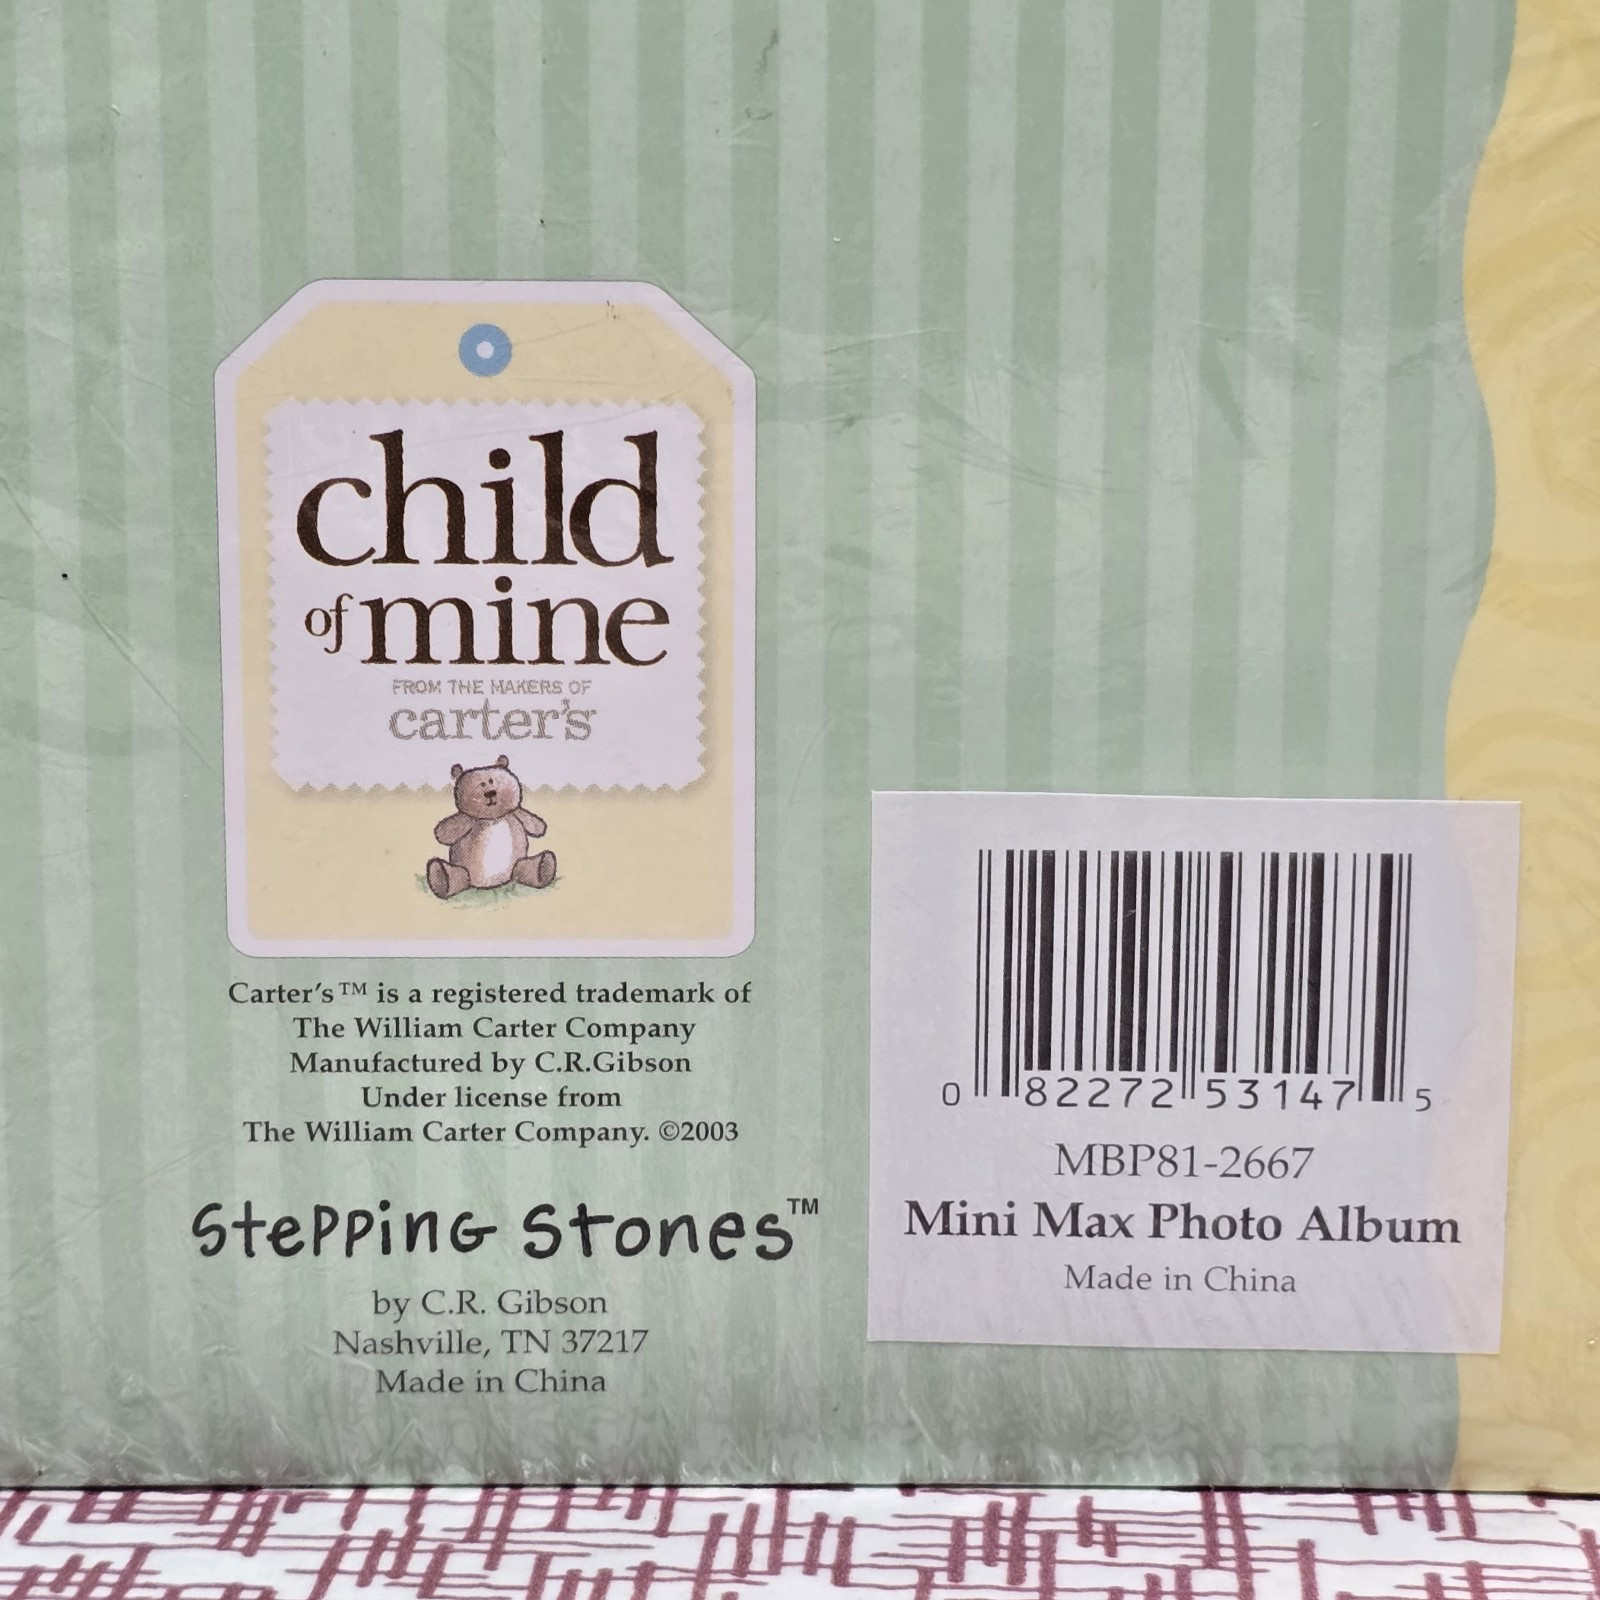 child
of mine
FROM THE MAKERS OF
carter's
Carter's™ is a registered trademark of
The William Carter Company
Manufactured by C.R.Gibson
Under license from
The William Carter Company. ©2003
Stepping Stones™
by C.R. Gibson
Nashville, TN 37217
Made in China
0 82272 53147 5
MBP81-2667
Mini Max Photo Album
Made in China